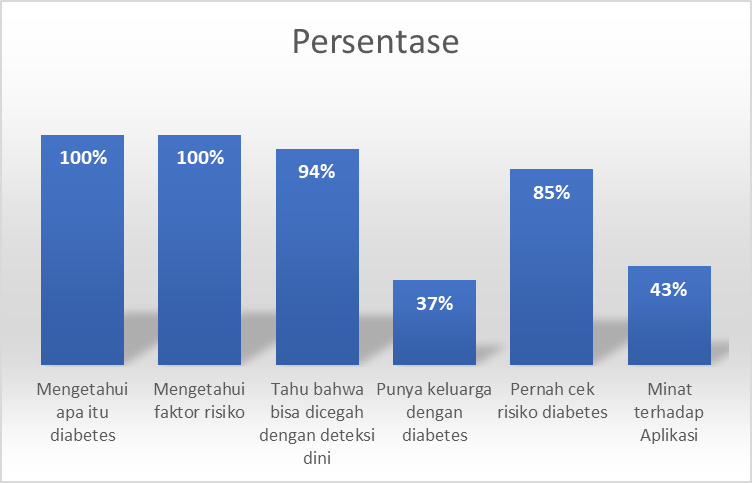 Persentase
100%
100%
94%
37%
85%
43%
Mengetahui
apa itu
diabetes
Mengetahui
faktor risiko
Tahu bahwa
bisa dicegah
dengan deteksi
dini
Punya keluarga
dengan
diabetes
Pernah cek
risiko diabetes
Minat
terhadap
Aplikasi